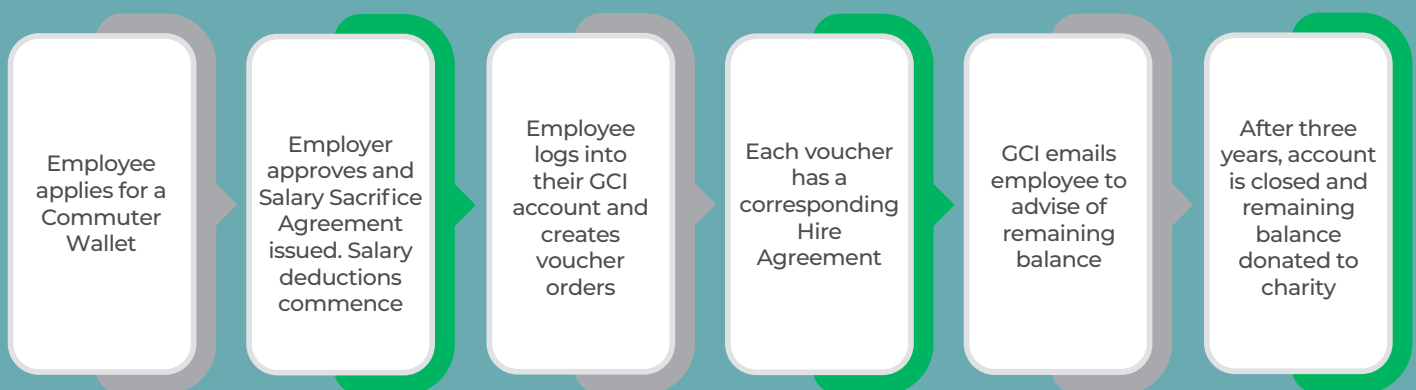 Employee
applies for a
Commuter
Wallet
Employer
approves and
Salary Sacrifice
Agreement
issued. Salary
deductions
commence
Employee
logs into
their GCI
account and
creates
voucher
orders
Each voucher
has a
corresponding
Hire
Agreement
GCI emails
employee to
advise of
remaining
balance
After three
years, account
is closed and
remaining
balance
donated to
charity